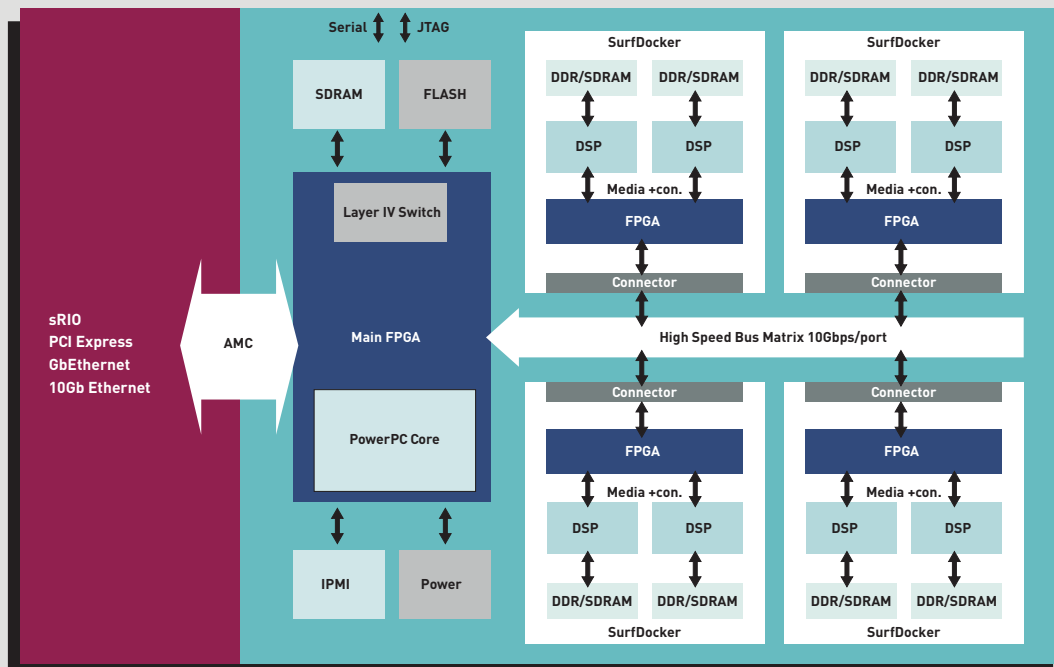 Serial
JTAG
SDRAM
FLASH
Layer IV Switch
sRIO
PCI Express
GbEthernet
10Gb Ethernet
AMC
Main FPGA
PowerPC Core
IPMI
Power
SurfDocker
DDR/SDRAM
DDR/SDRAM
DSP
DSP
Media +con.
FPGA
Connector
SurfDocker
DDR/SDRAM
DDR/SDRAM
DSP
DSP
Media +con.
FPGA
Connector
High Speed Bus Matrix 10Gbps/port
Connector
FPGA
Media +con.
DSP
DSP
DDR/SDRAM
DDR/SDRAM
SurfDocker
Connector
FPGA
Media +con.
DSP
DSP
DDR/SDRAM
DDR/SDRAM
SurfDocker